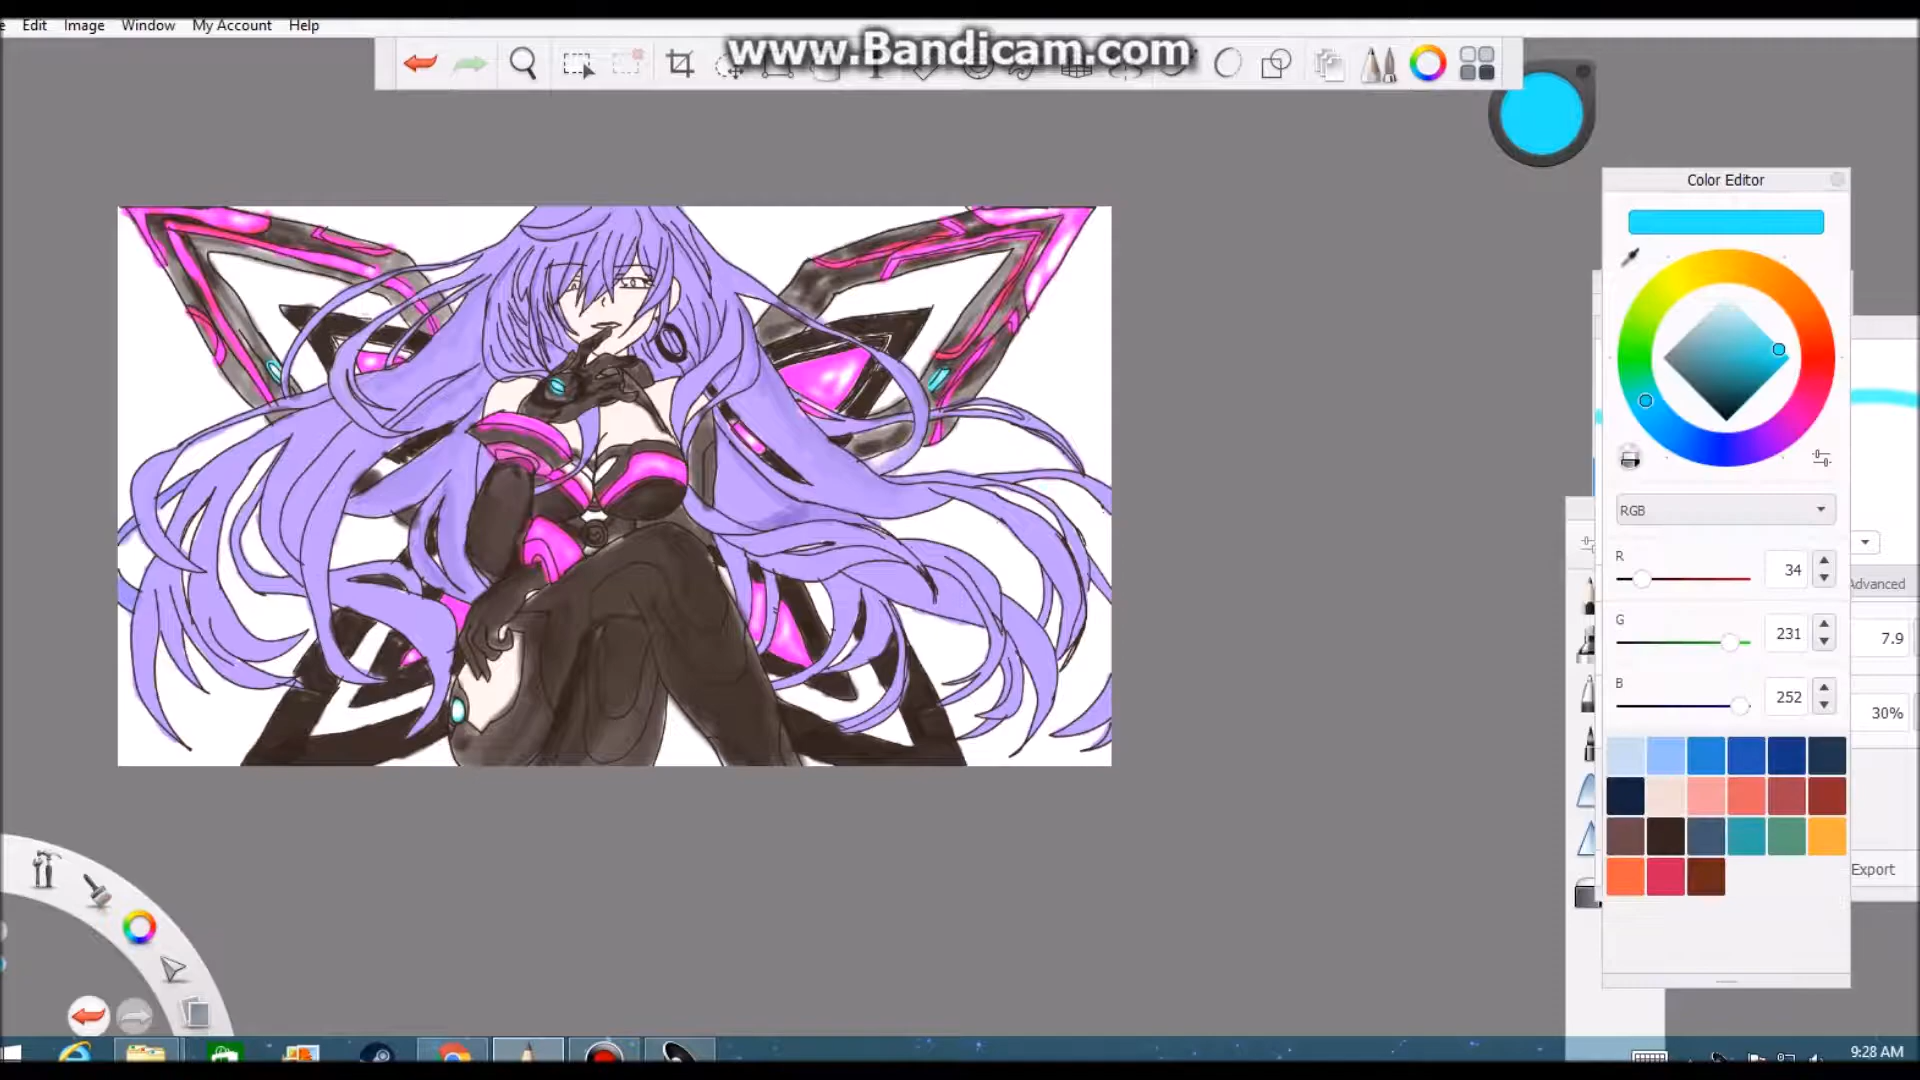 Edit Image Window My Account Help
www.Bandicam.com
Color Editor
RGB
R
34
G
231
B
252
Advanced
7.9
30%
Export
9:28 AM